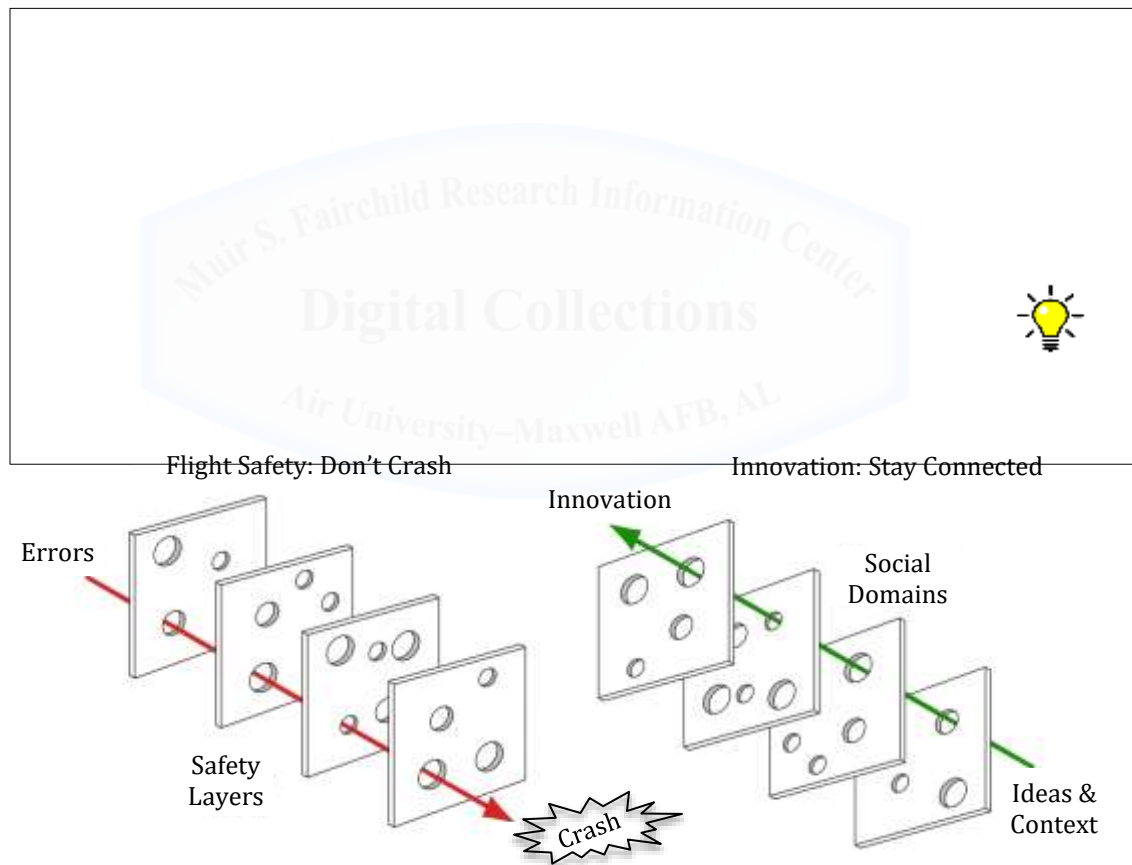 Muir S. Fairchild Research Information Center
Digital Collections
Air University–Maxwell AFB, AL
Flight Safety: Don’t Crash
Innovation: Stay Connected
Errors
Safety
Layers
Crash
Innovation
Social
Domains
Ideas &
Context